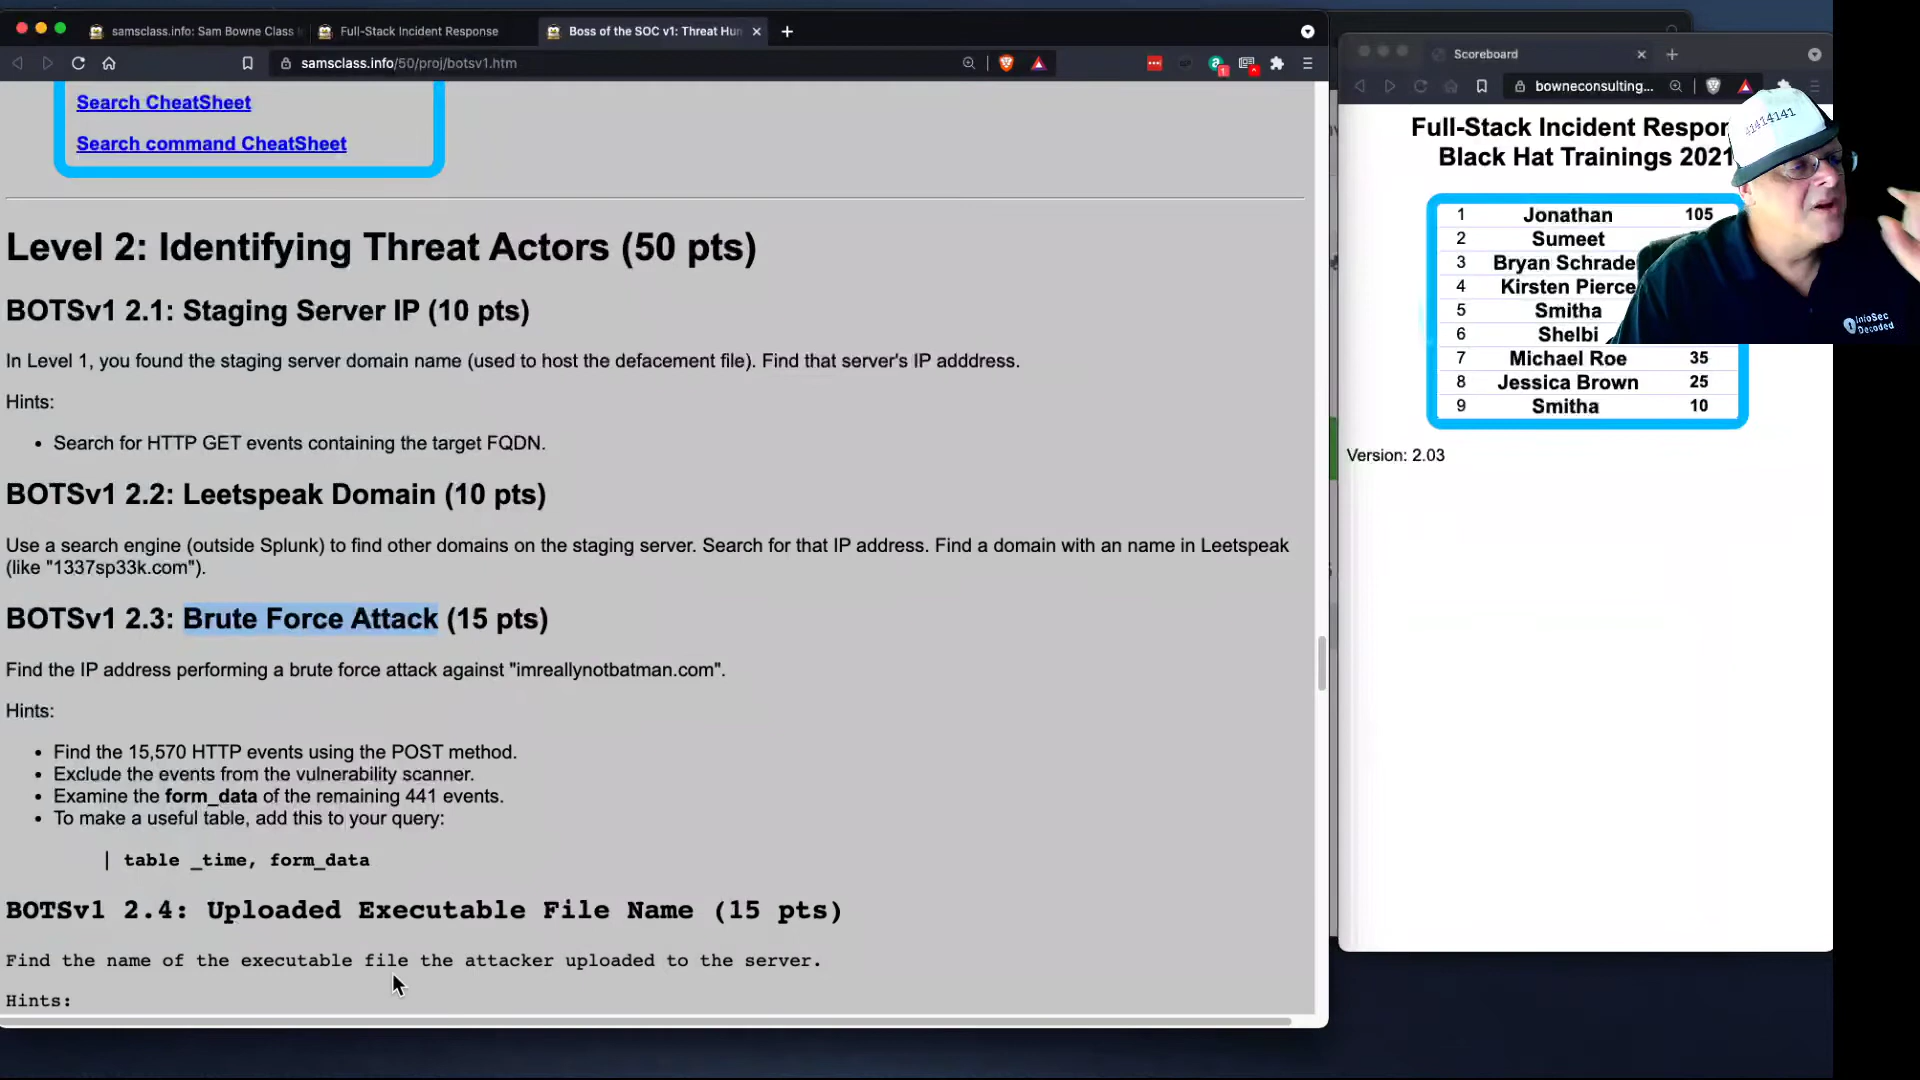 samsclass.info: Sam Bowne Class
Full-Stack Incident Response
Boss of the SOC v1: Threat Hun
samsclass.info/50/proj/botsv1.htm
Search CheatSheet
Search command CheatSheet
Level 2: Identifying Threat Actors (50 pts)
BOTSv1 2.1: Staging Server IP (10 pts)
In Level 1, you found the staging server domain name (used to host the defacement file). Find that server's IP adddress.
Hints:
• Search for HTTP GET events containing the target FQDN.
BOTSv1 2.2: Leetspeak Domain (10 pts)
Use a search engine (outside Splunk) to find other domains on the staging server. Search for that IP address. Find a domain with an name in Leetspeak
(like "1337sp33k.com").
BOTSv1 2.3: Brute Force Attack (15 pts)
Find the IP address performing a brute force attack against "imreallynotbatman.com".
Hints:
• Find the 15,570 HTTP events using the POST method.
• Exclude the events from the vulnerability scanner.
• Examine the form_data of the remaining 441 events.
• To make a useful table, add this to your query:
| table _time, form_data
BOTSv1 2.4: Uploaded Executable File Name (15 pts)
Find the name of the executable file the attacker uploaded to the server.
Hints:
Scoreboard
bowneconsulting...
Full-Stack Incident Respon
Black Hat Trainings 2021
1 Jonathan 105
2 Sumeet
3 Bryan Schrade
4 Kirsten Pierce
5 Smitha
6 Shelbi
7 Michael Roe 35
8 Jessica Brown 25
9 Smitha 10
Version: 2.03
41414141
InfoSec
Decoded